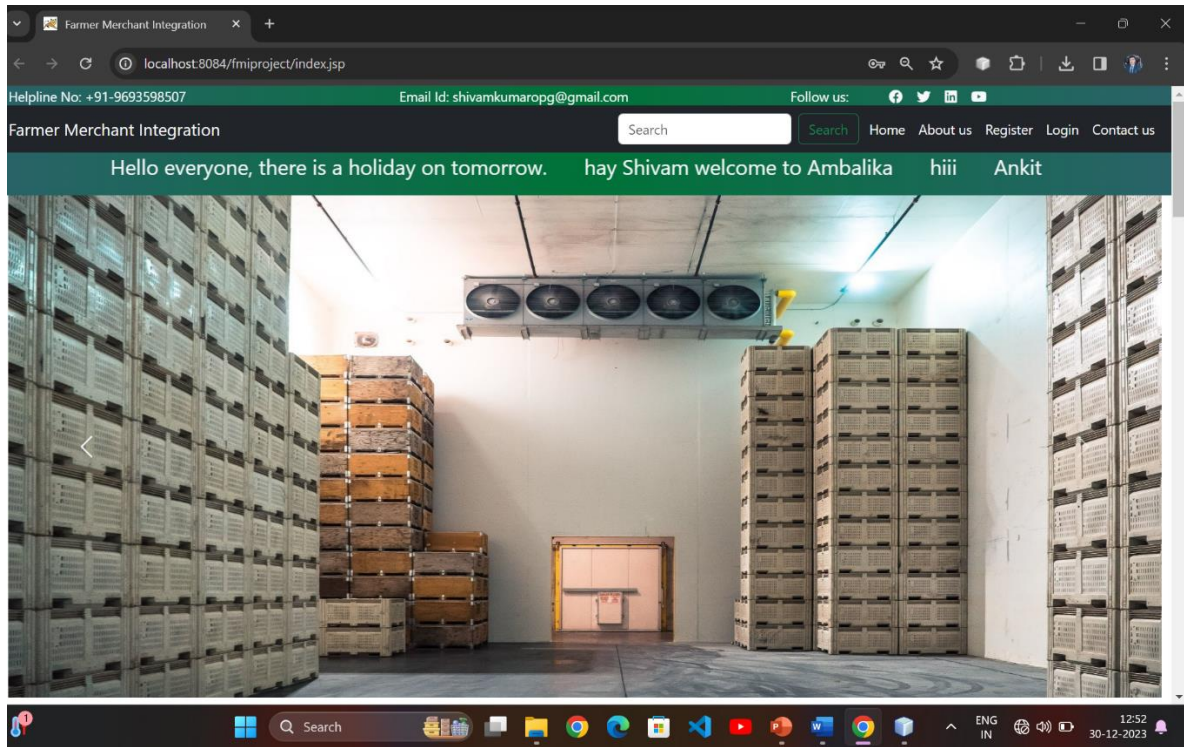 Farmer Merchant Integration
localhost:8084/fmiproject/index.jsp
Helpline No: +91-9693598507 Email Id: shivamkumaropg@gmail.com Follow us:
Farmer Merchant Integration Search Search Home About us Register Login Contact us
Hello everyone, there is a holiday on tomorrow. hay Shivam welcome to Ambalika hiii Ankit
1 Search ENG 12:52
IN 30-12-2023